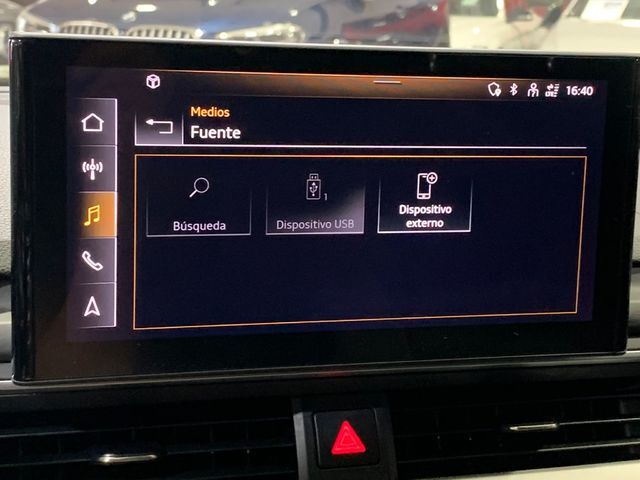 16:40
Medios
Fuente
Búsqueda
1
Dispositivo USB
Dispositivo
externo